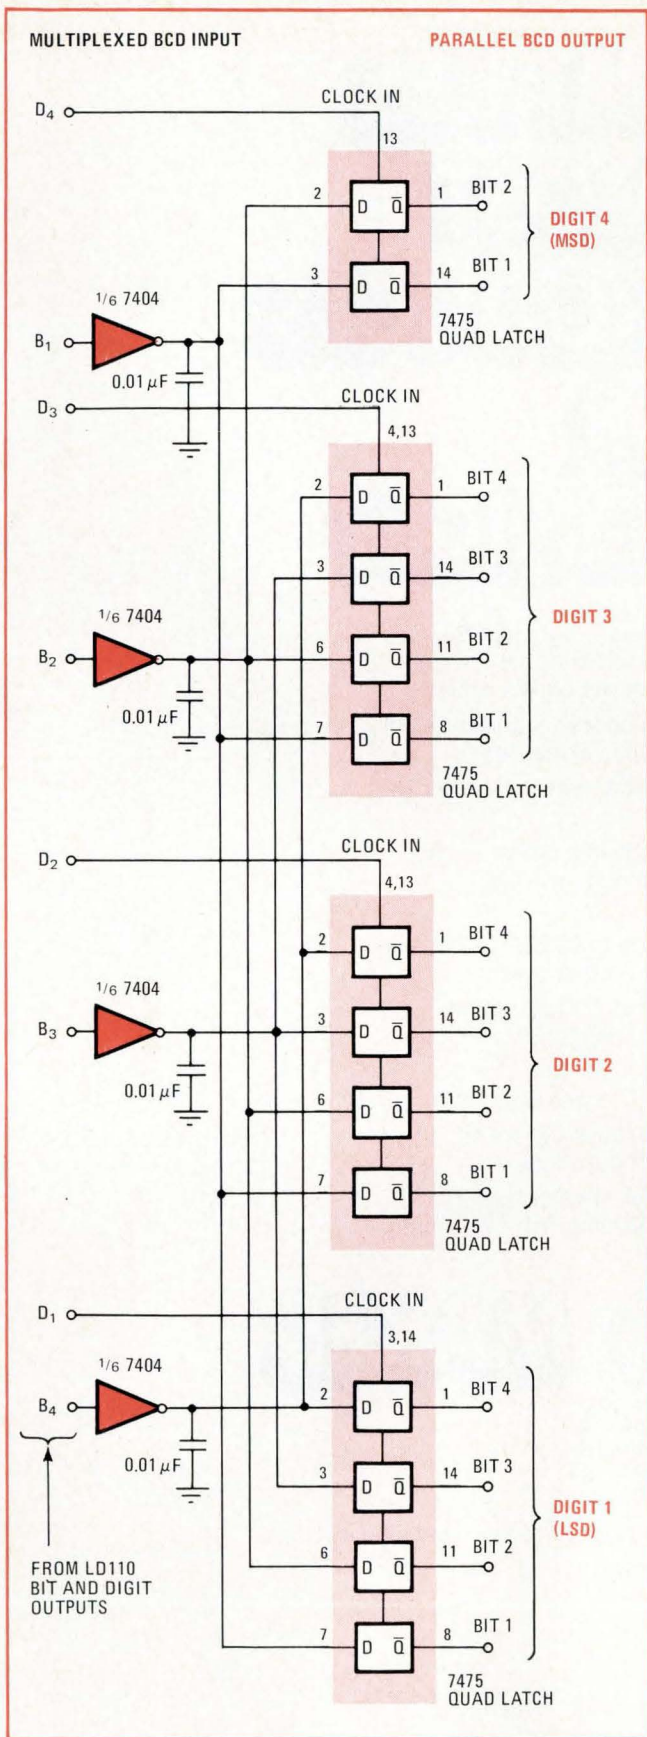 MULTIPLEXED BCD INPUT
PARALLEL BCD OUTPUT
D4
CLOCK IN
13
2
D Q̅
1
BIT 2
3
D Q̅
14
BIT 1
DIGIT 4
(MSD)
7475
QUAD LATCH
1/6 7404
B1
0.01 μF
D3
CLOCK IN
4,13
2
D Q̅
1
BIT 4
3
D Q̅
14
BIT 3
6
D Q̅
11
BIT 2
7
D Q̅
8
BIT 1
DIGIT 3
7475
QUAD LATCH
1/6 7404
B2
0.01 μF
D2
CLOCK IN
4,13
2
D Q̅
1
BIT 4
3
D Q̅
14
BIT 3
6
D Q̅
11
BIT 2
7
D Q̅
8
BIT 1
DIGIT 2
7475
QUAD LATCH
1/6 7404
B3
0.01 μF
D1
CLOCK IN
3,14
2
D Q̅
1
BIT 4
3
D Q̅
14
BIT 3
6
D Q̅
11
BIT 2
7
D Q̅
8
BIT 1
DIGIT 1
(LSD)
7475
QUAD LATCH
1/6 7404
B4
0.01 μF
FROM LD110
BIT AND DIGIT
OUTPUTS